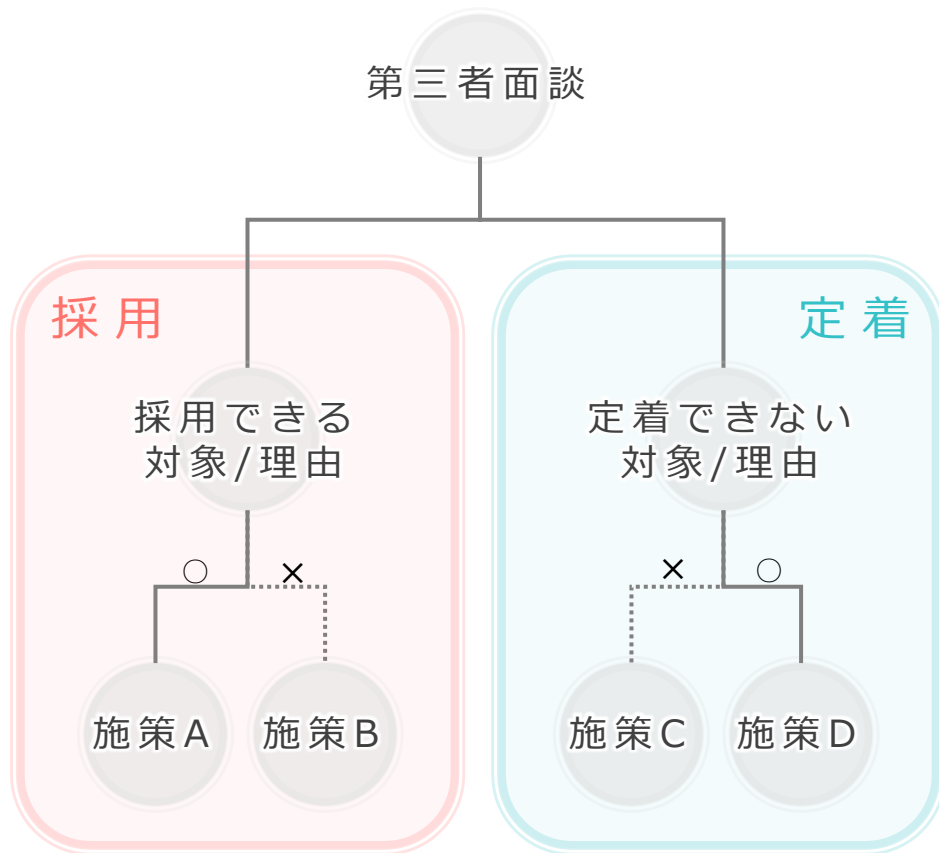 第三者面談
採用
定着
採用できる
対象/理由
定着できない
対象/理由
○
×
×
○
施策A
施策B
施策C
施策D